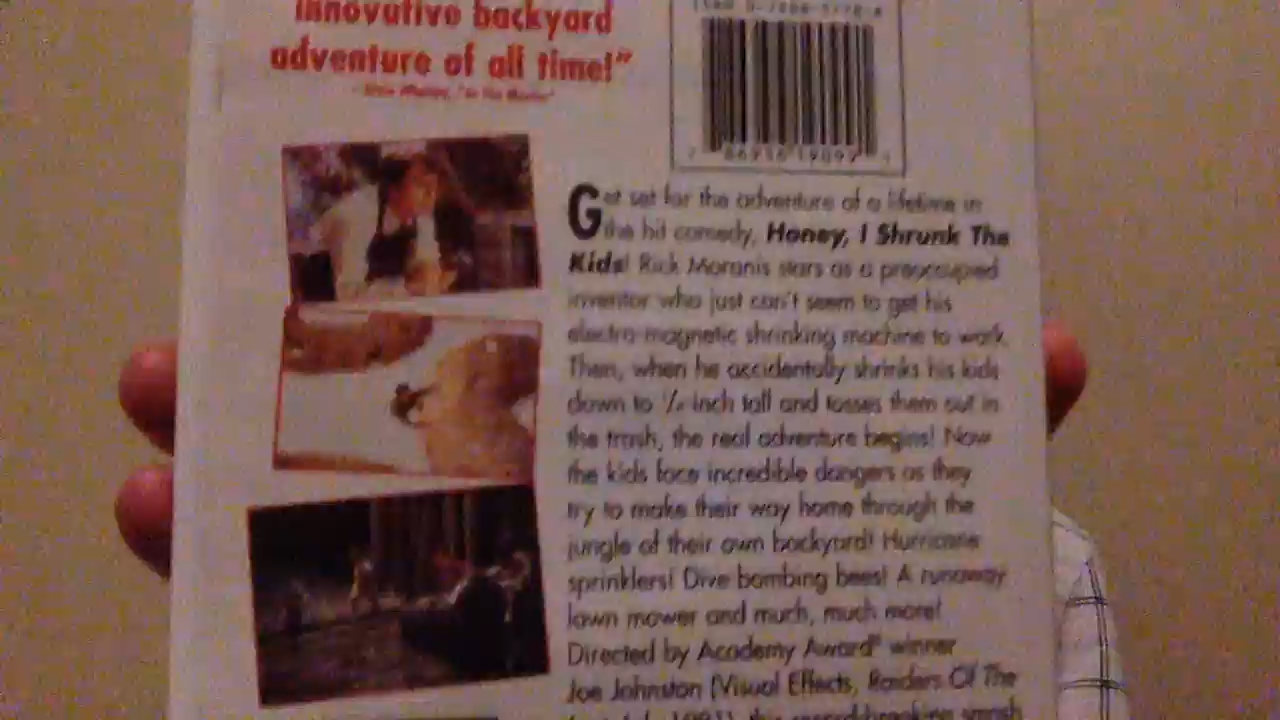 innovative backyard
adventure of all time!"
Get set for the adventure of a lifetime in
the hit comedy, Honey, I Shrunk The
Kids! Rick Moranis stars as a preoccupied
inventor who just can't seem to get his
electro-magnetic shrinking machine to work.
Then, when he accidentally shrinks his kids
down to 1/4-inch tall and tosses them out in
the trash, the real adventure begins! Now
the kids face incredible dangers as they
try to make their way home through the
jungle of their own backyard! Hurricane
sprinklers! Dive bombing bees! A runaway
lawn mower and much, much more!
Directed by Academy Award® winner
Joe Johnston (Visual Effects, Raiders Of The
1981), this record-breaking smash